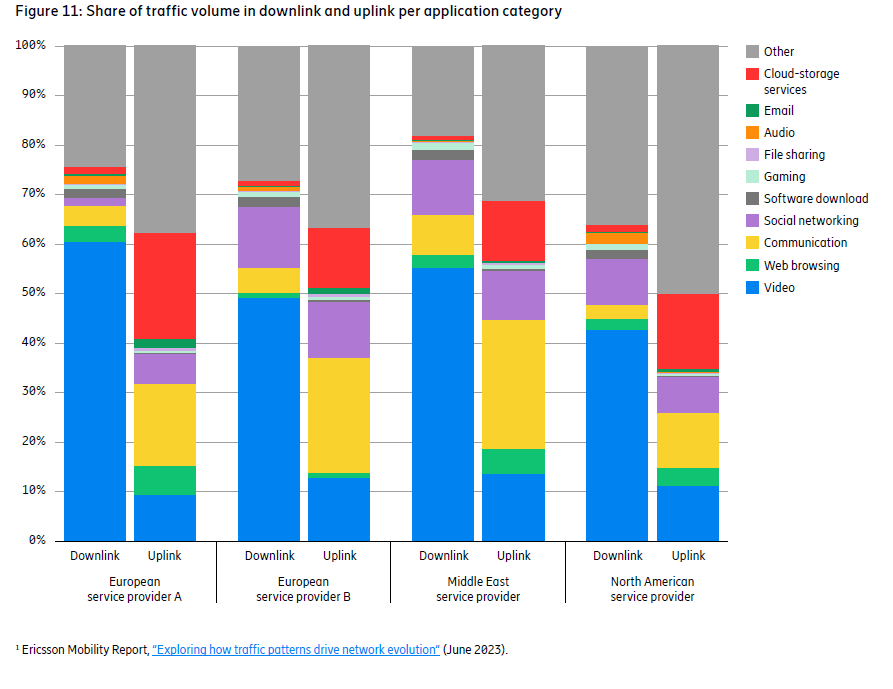 Figure 11: Share of traffic volume in downlink and uplink per application category
100%
90%
80%
70%
60%
50%
40%
30%
20%
10%
0%
Other
Cloud-storage
services
Email
Audio
File sharing
Gaming
Software download
Social networking
Communication
Web browsing
Video
Downlink Uplink Downlink Uplink Downlink Uplink Downlink Uplink
European
service provider A
European
service provider B
Middle East
service provider
North American
service provider
¹ Ericsson Mobility Report, “Exploring how traffic patterns drive network evolution” (June 2023).